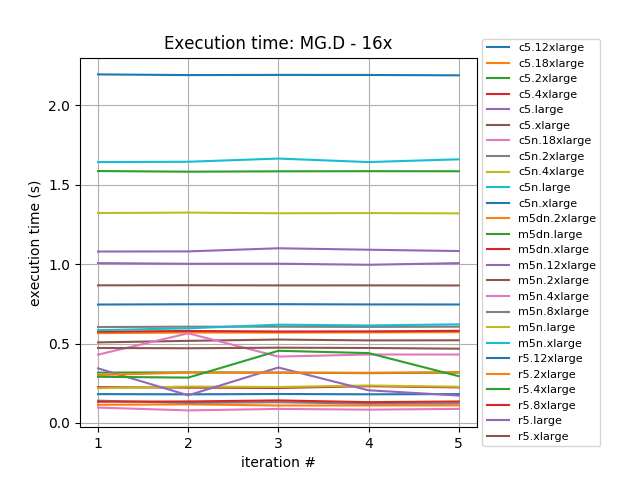 Execution time: MG.D - 16x
execution time (s)
2.0
1.5
1.0
0.5
0.0
1 2 3 4 5
iteration #
c5.12xlarge
c5.18xlarge
c5.2xlarge
c5.4xlarge
c5.large
c5.xlarge
c5n.18xlarge
c5n.2xlarge
c5n.4xlarge
c5n.large
c5n.xlarge
m5dn.2xlarge
m5dn.large
m5dn.xlarge
m5n.12xlarge
m5n.2xlarge
m5n.4xlarge
m5n.8xlarge
m5n.large
m5n.xlarge
r5.12xlarge
r5.2xlarge
r5.4xlarge
r5.8xlarge
r5.large
r5.xlarge